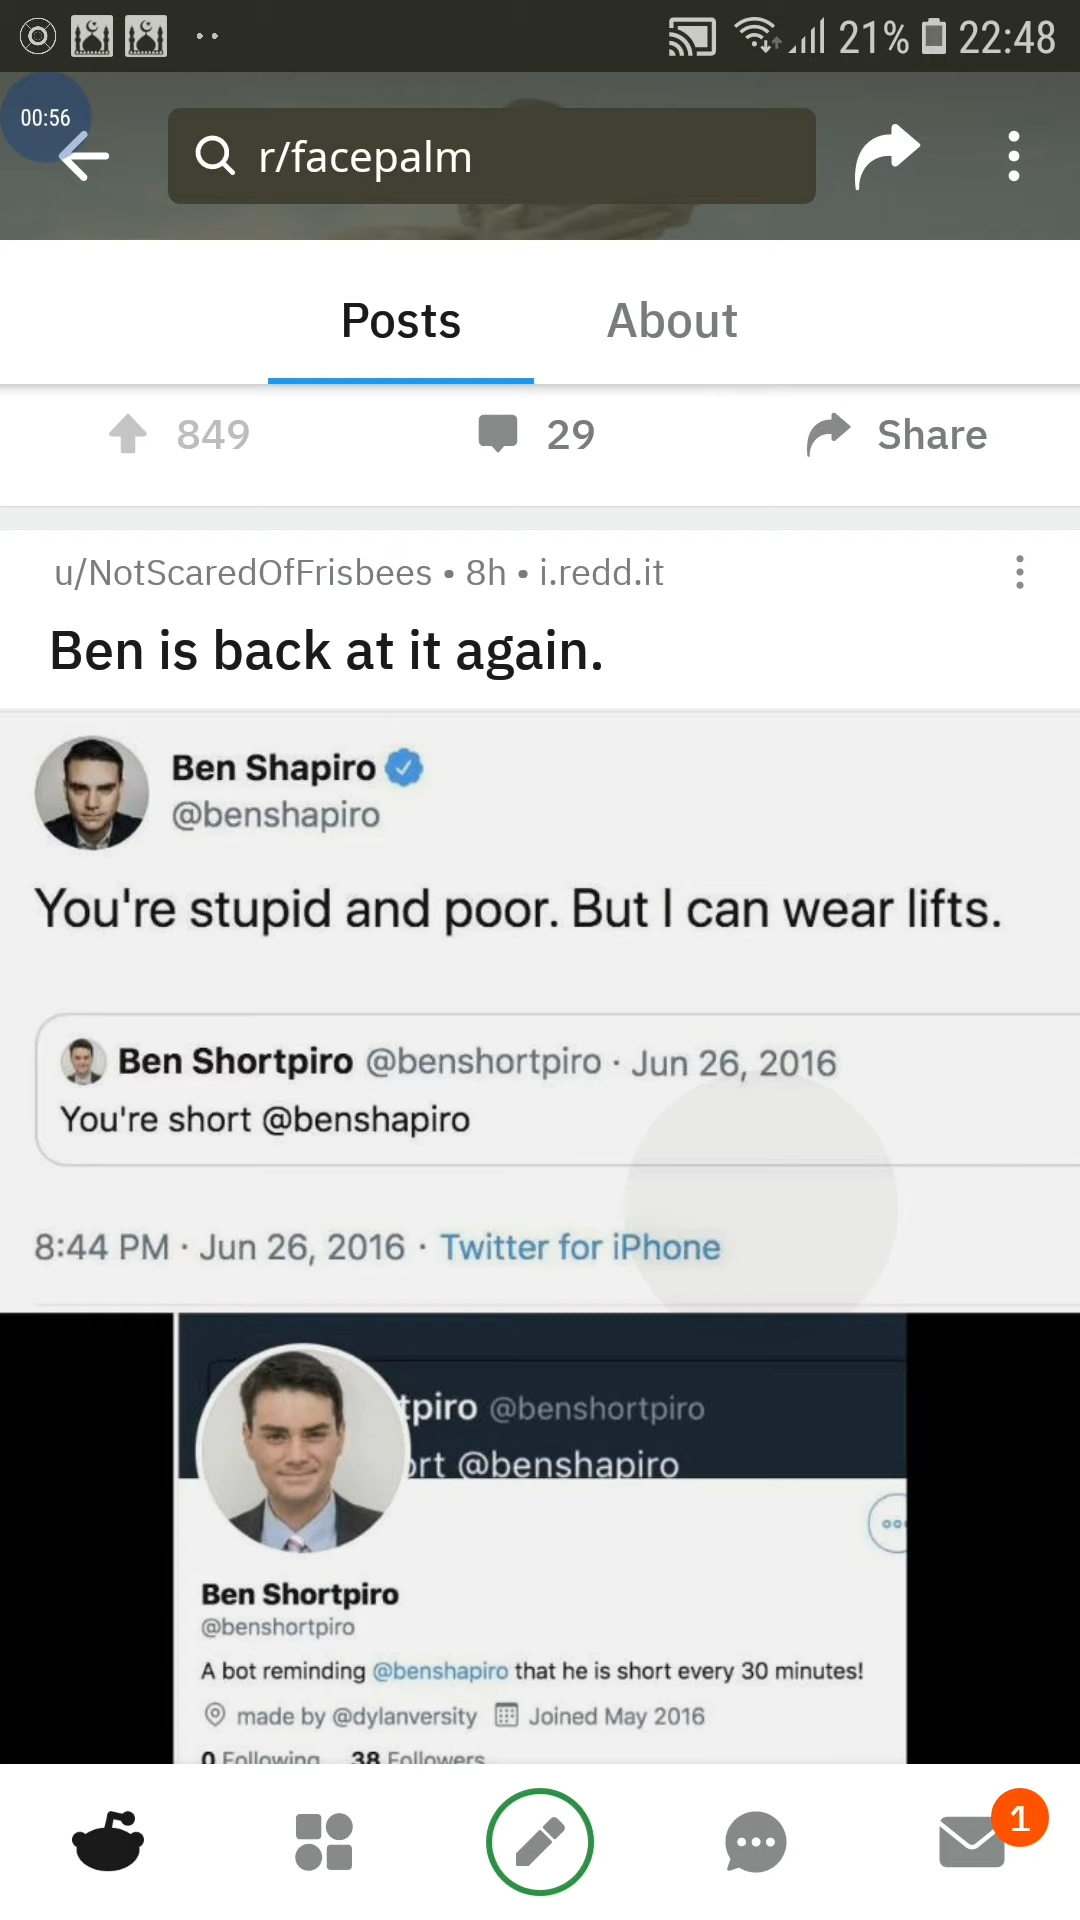 21% 22:48
00:56
r/facepalm
Posts About
849 29 Share
u/NotScaredOfFrisbees • 8h • i.redd.it
Ben is back at it again.
Ben Shapiro
@benshapiro
You're stupid and poor. But I can wear lifts.
Ben Shortpiro @benshortpiro · Jun 26, 2016
You're short @benshapiro
8:44 PM · Jun 26, 2016 · Twitter for iPhone
tpiro @benshortpiro
ort @benshapiro
Ben Shortpiro
@benshortpiro
A bot reminding @benshapiro that he is short every 30 minutes!
made by @dylanversity Joined May 2016
0 Following 38 Followers
1